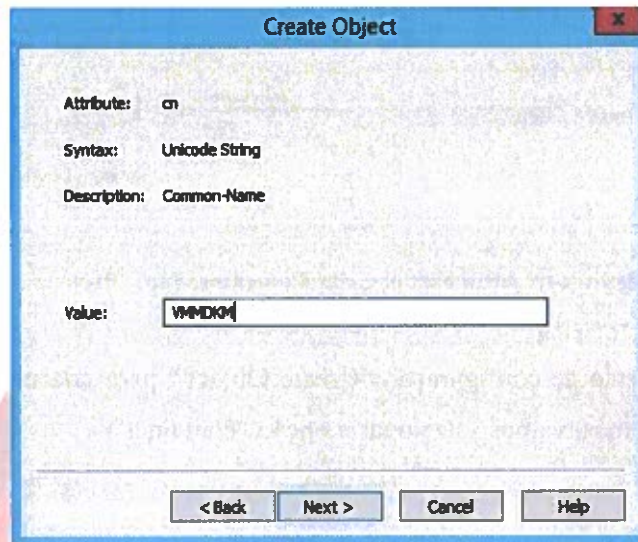 Create Object
x
Attribute: cn
Syntax: Unicode String
Description: Common-Name
Value: VMMDKM
< Back Next > Cancel Help